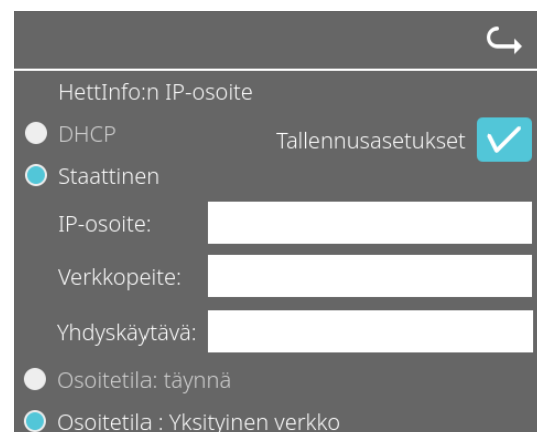 HettInfo:n IP-osoite
DHCP
Tallennusasetukset
Staattinen
IP-osoite:
Verkkopeite:
Yhdyskäytävä:
Osoitetila: täynnä
Osoitetila : Yksityinen verkko